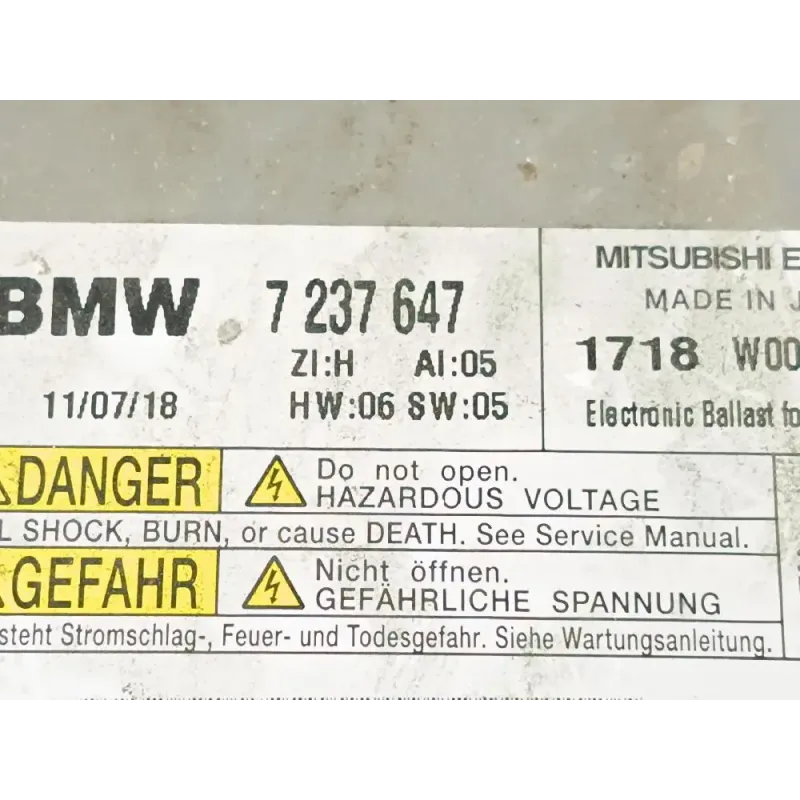 BMW 7 237 647
ZI:H AI:05
11/07/18 HW:06 SW:05
MITSUBISHI E
MADE IN J
1718 W00
Electronic Ballast fo
DANGER Do not open.
HAZARDOUS VOLTAGE
L SHOCK, BURN, or cause DEATH. See Service Manual.
GEFAHR Nicht öffnen.
GEFÄHRLICHE SPANNUNG
steht Stromschlag-, Feuer- und Todesgefahr. Siehe Wartungsanleitung.